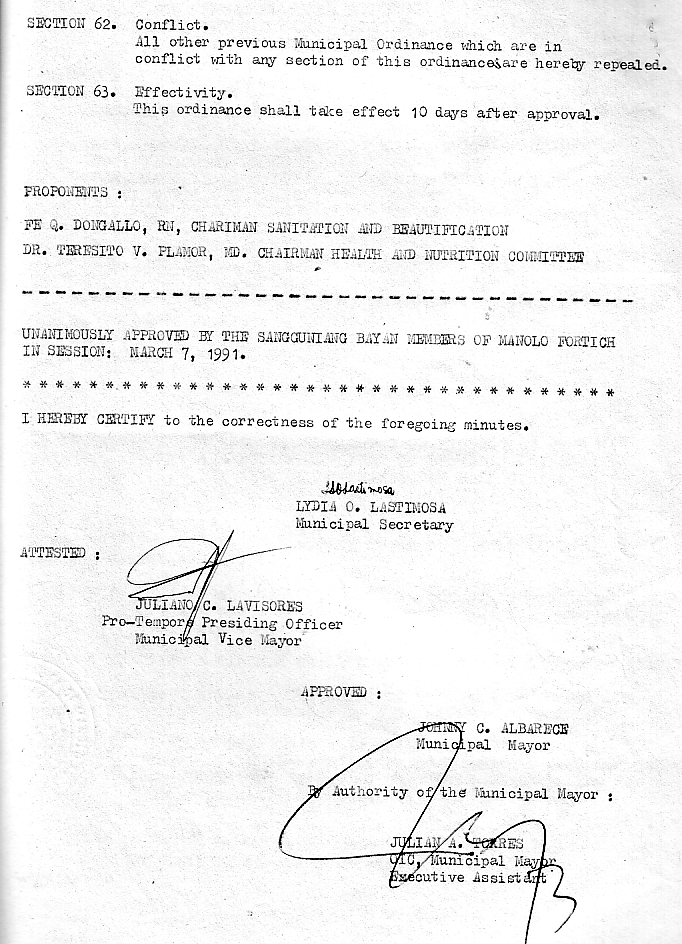 SECTION 62. Conflict.
All other previous Municipal Ordinance which are in
conflict with any section of this ordinance&are hereby repealed.
SECTION 63. Effectivity.
This ordinance shall take effect 10 days after approval.
PROPONENTS :
FE Q. DONGALLO, RN, CHARIMAN SANITATION AND BEAUTIFICATION
DR. TERESITO V. PLAMOR, MD. CHAIRMAN HEALTH AND NUTRITION COMMITTEE
UNANIMOUSLY APPROVED BY THE SANGGUNIANG BAYAN MEMBERS OF MANOLO FORTICH
IN SESSION: MARCH 7, 1991.
* * * * * * * * * * * * * * * * * * * * * * * * * * * * * * * * * * * *
I HEREBY CERTIFY to the correctness of the foregoing minutes.
LOLastimosa
LYDIA O. LASTIMOSA
Municipal Secretary
ATTESTED :
JULIANO C. LAVISORES
Pro-Tempore Presiding Officer
Municipal Vice Mayor
APPROVED :
JOHNNY C. ALBARECE
Municipal Mayor
By Authority of the Municipal Mayor :
JULIAN A. TORRES
OIC, Municipal Mayor
Executive Assistant